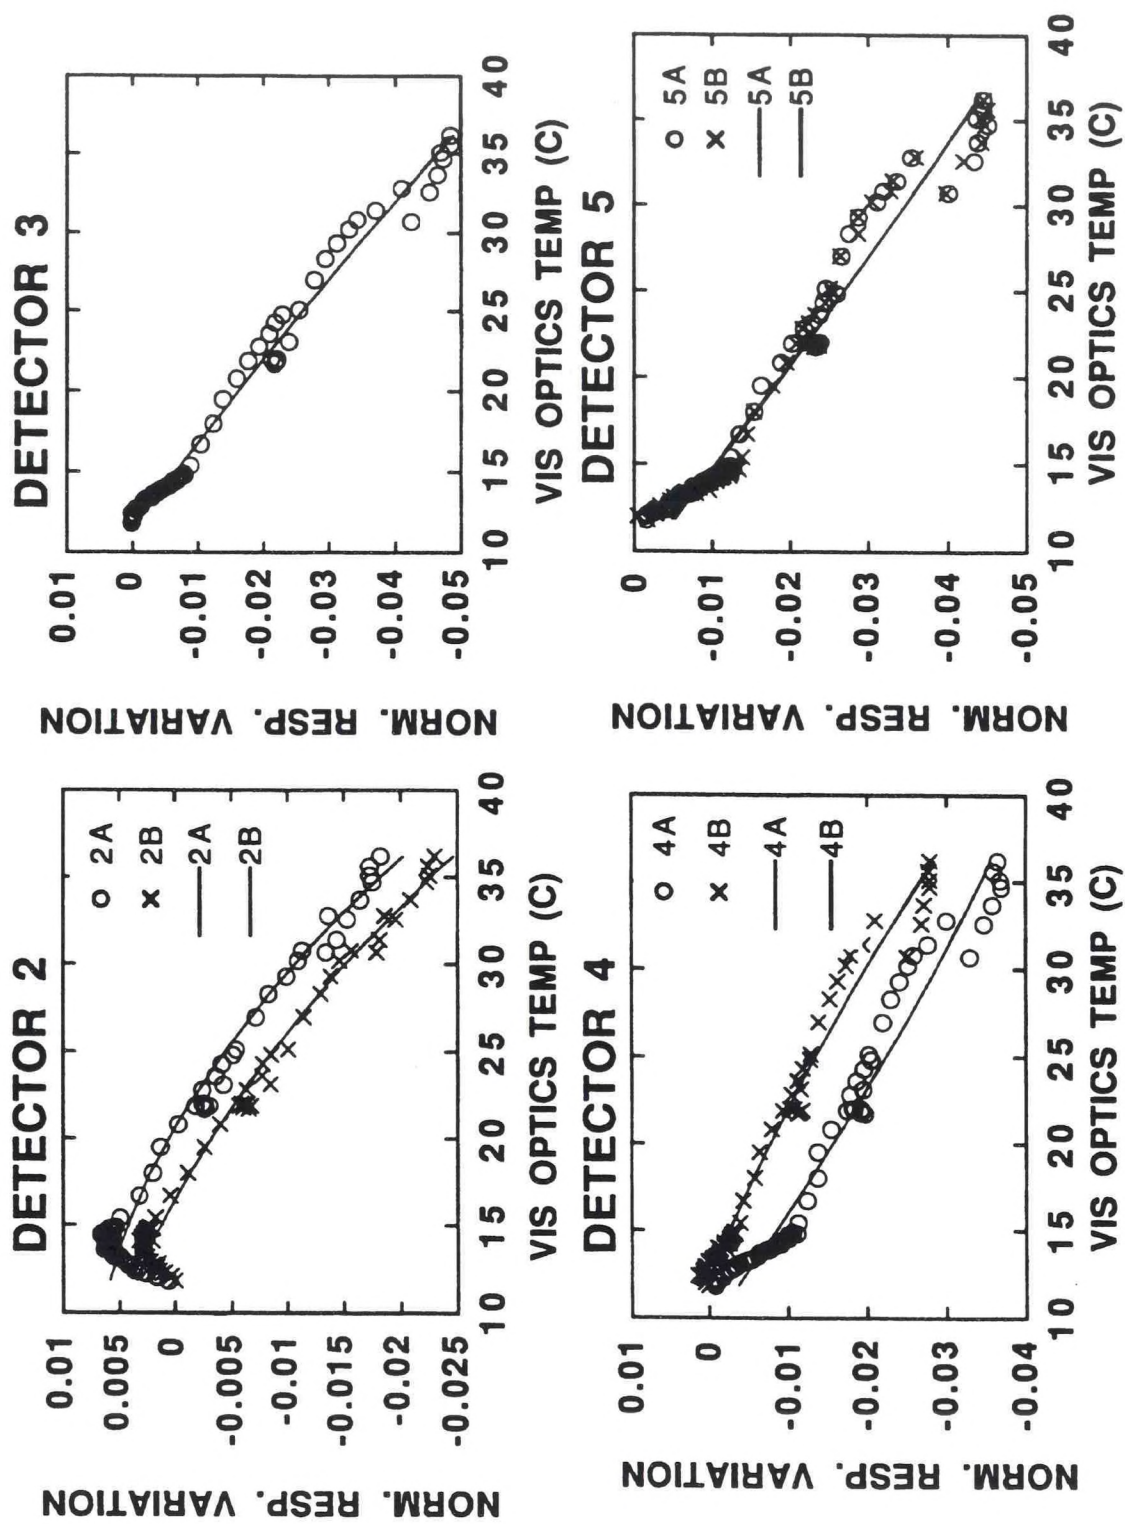 DETECTOR 2
NORM. RESP. VARIATION
0.01
0.005
0
-0.005
-0.01
-0.015
-0.02
-0.025
2A
2B
2A
2B
10 15 20 25 30 35 40
VIS OPTICS TEMP (C)
DETECTOR 3
NORM. RESP. VARIATION
0.01
0
-0.01
-0.02
-0.03
-0.04
-0.05
10 15 20 25 30 35 40
VIS OPTICS TEMP (C)
DETECTOR 4
NORM. RESP. VARIATION
0.01
0
-0.01
-0.02
-0.03
-0.04
4A
4B
4A
4B
10 15 20 25 30 35 40
VIS OPTICS TEMP (C)
DETECTOR 5
NORM. RESP. VARIATION
0
-0.01
-0.02
-0.03
-0.04
-0.05
5A
5B
5A
5B
10 15 20 25 30 35 40
VIS OPTICS TEMP (C)